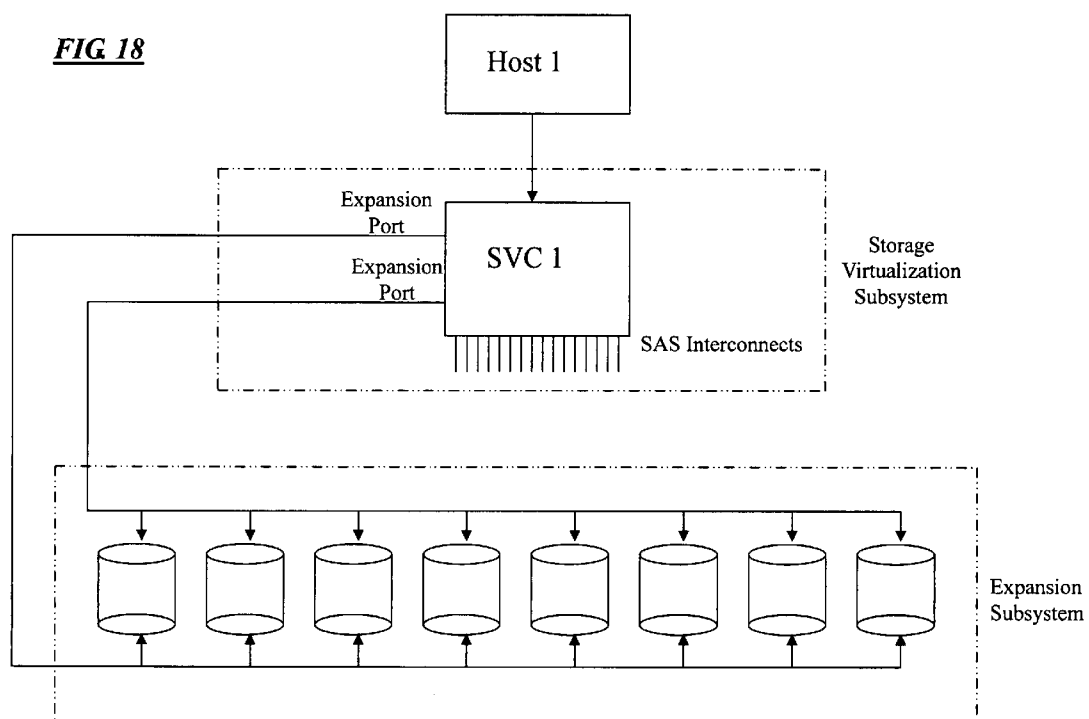 FIG. 18
Host 1
Expansion
Port
SVC 1
Expansion
Port
Storage
Virtualization
Subsystem
SAS Interconnects
Expansion
Subsystem